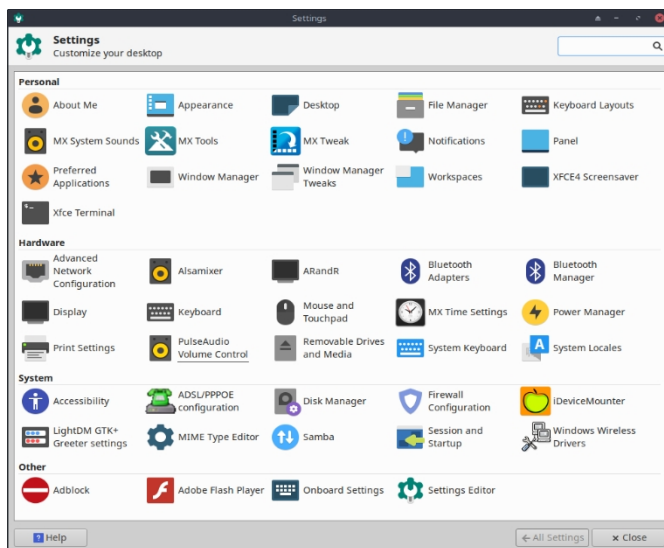 Settings
Settings
Customize your desktop
Personal
About Me
Appearance
Desktop
File Manager
Keyboard Layouts
MX System Sounds
MX Tools
MX Tweak
Notifications
Panel
Preferred
Applications
Window Manager
Window Manager
Tweaks
Workspaces
XFCE4 Screensaver
Xfce Terminal
Hardware
Advanced
Network
Configuration
Alsamixer
ARandR
Bluetooth
Adapters
Bluetooth
Manager
Display
Keyboard
Mouse and
Touchpad
MX Time Settings
Power Manager
Print Settings
PulseAudio
Volume Control
Removable Drives
and Media
System Keyboard
A
System Locales
System
Accessibility
ADSL/PPPOE
configuration
Disk Manager
Firewall
Configuration
iDeviceMounter
LightDM GTK+
Greeter settings
MIME Type Editor
Samba
Session and
Startup
Windows Wireless
Drivers
Other
Adblock
Adobe Flash Player
Onboard Settings
Settings Editor
? Help
← All Settings
× Close